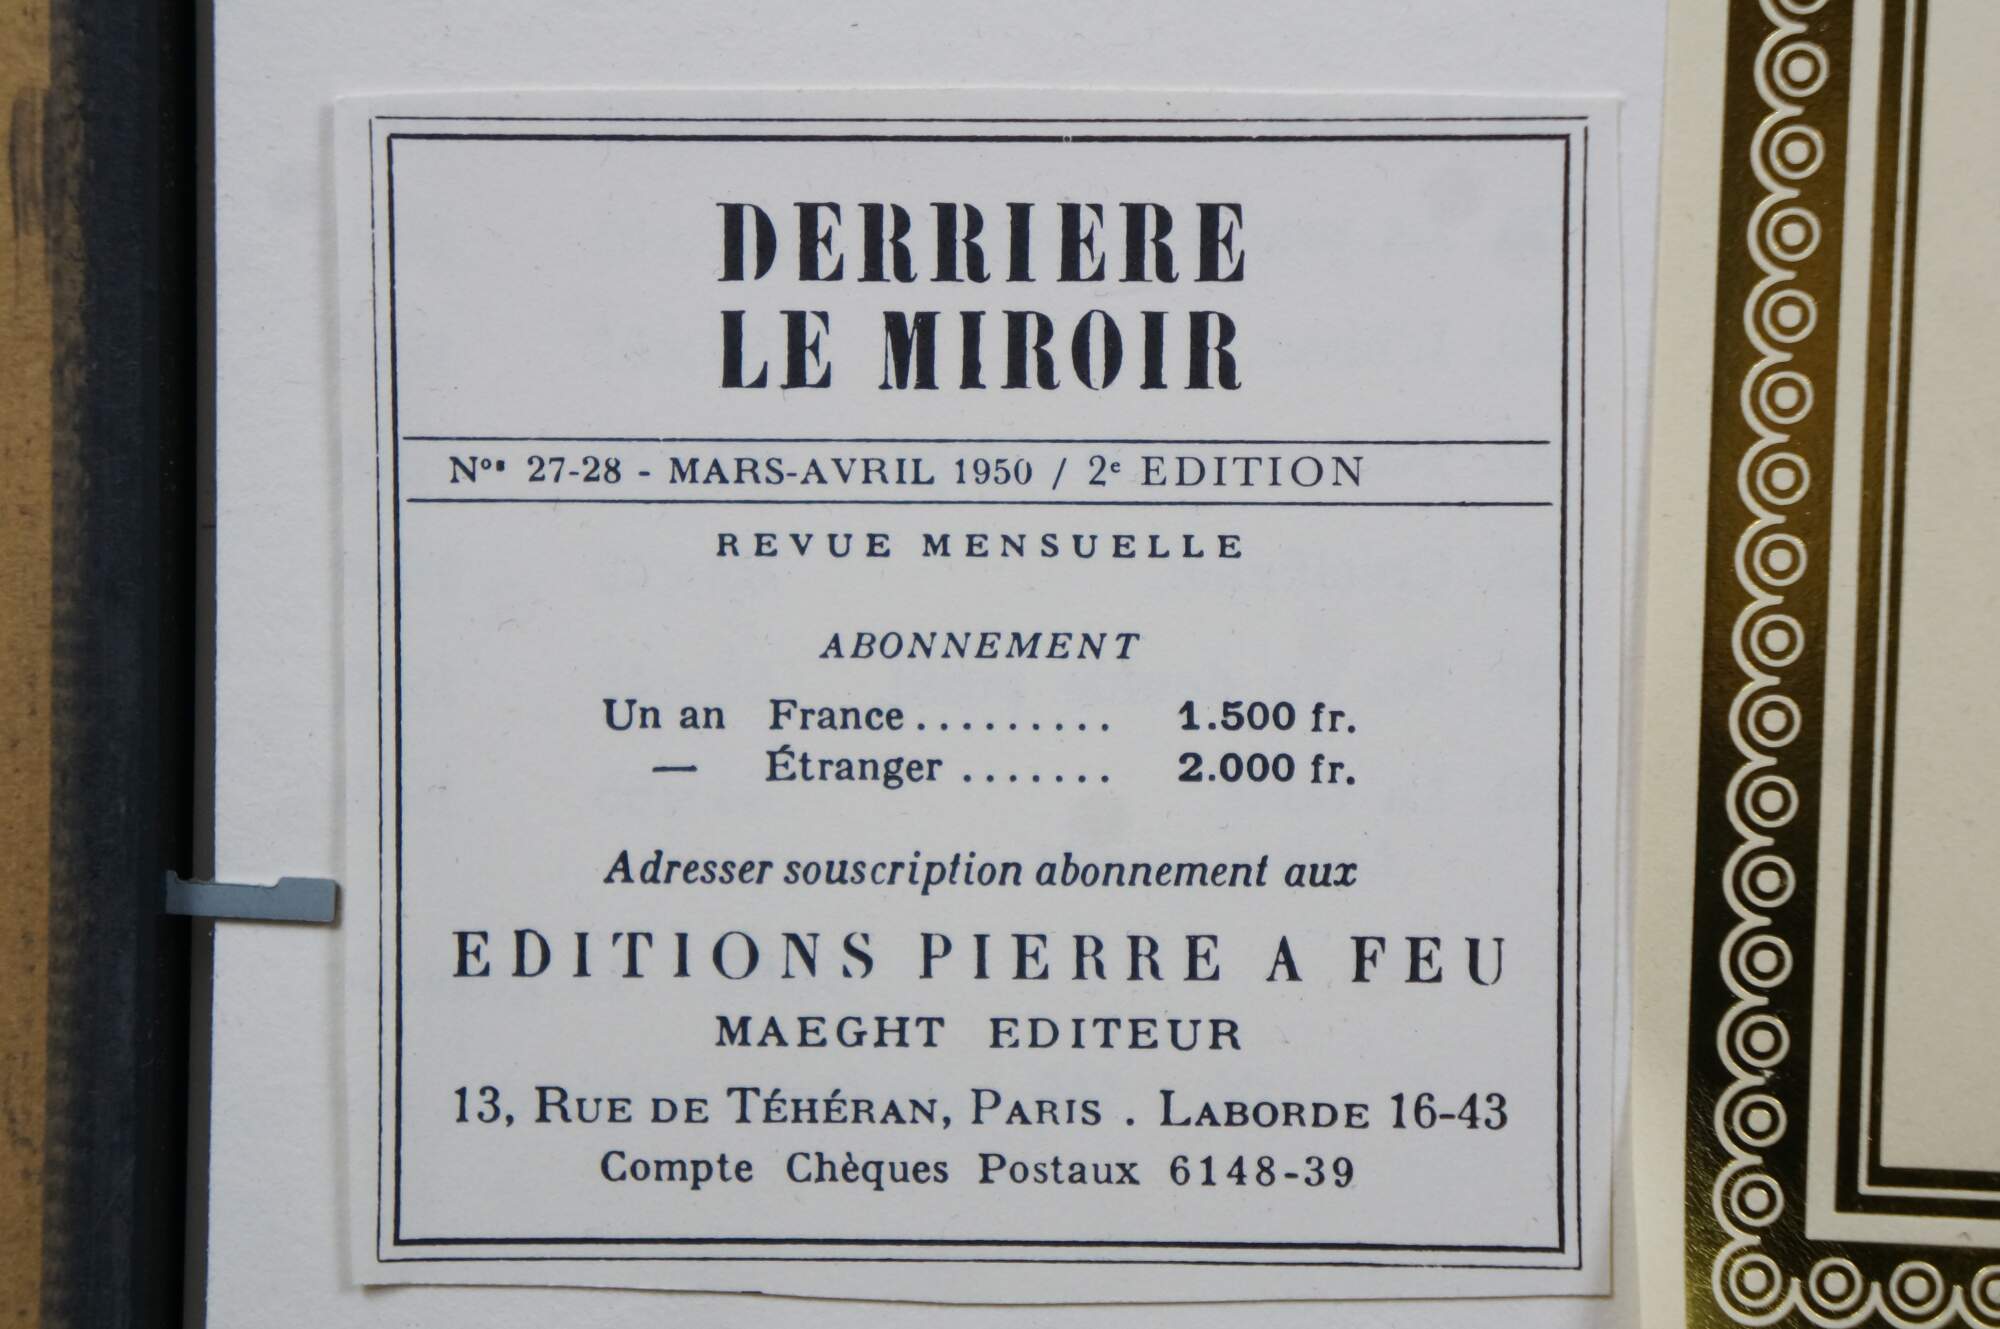 DERRIERE
LE MIROIR
Nos 27-28 - MARS-AVRIL 1950 / 2e EDITION
REVUE MENSUELLE
ABONNEMENT
Un an France......... 1.500 fr.
— Étranger ....... 2.000 fr.
Adresser souscription abonnement aux
EDITIONS PIERRE A FEU
MAEGHT EDITEUR
13, RUE DE TÉHÉRAN, PARIS . LABORDE 16-43
Compte Chèques Postaux 6148-39